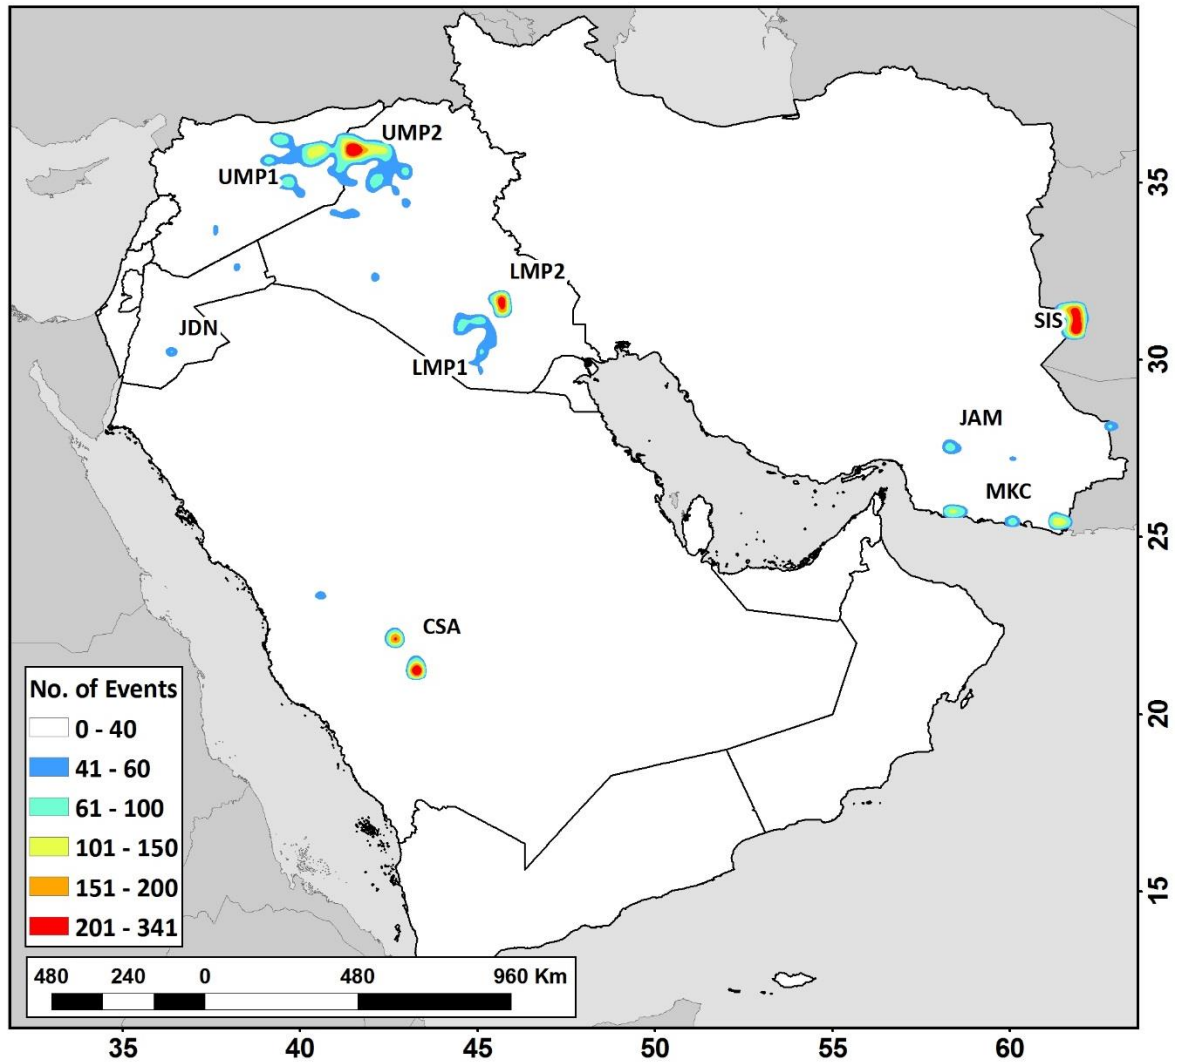 UMP2
UMP1
35
LMP2
SIS
JDN
LMP1
30
JAM
MKC
25
CSA
No. of Events
0 - 40
20
41 - 60
61 - 100
101 - 150
15
151 - 200
201 - 341
480 240 0 480 960 Km
35 40 45 50 55 60